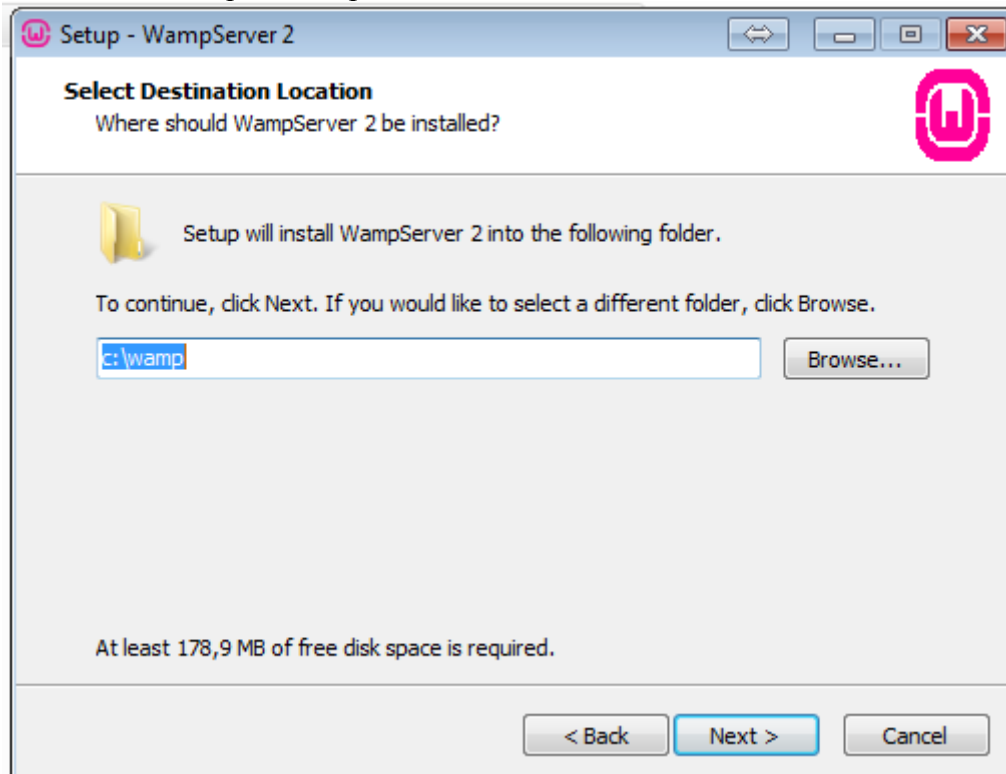 Setup - WampServer 2
Select Destination Location
Where should WampServer 2 be installed?
Setup will install WampServer 2 into the following folder.
To continue, click Next. If you would like to select a different folder, click Browse.
c:\wamp
Browse...
At least 178,9 MB of free disk space is required.
< Back
Next >
Cancel